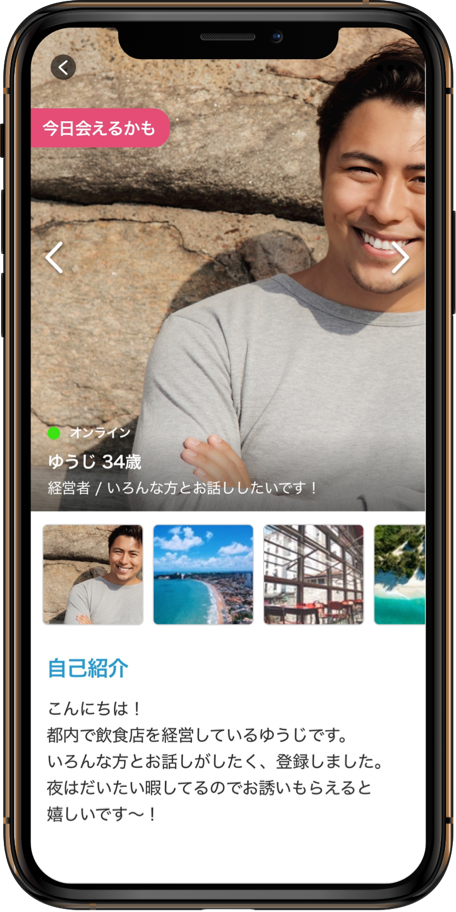 今日会えるかも
オンライン
ゆうじ 34歳
経営者 / いろんな方とお話ししたいです！
自己紹介
こんにちは！
都内で飲食店を経営しているゆうじです。
いろんな方とお話しがしたく、登録しました。
夜はだいたい暇してるのでお誘いもらえると
嬉しいです〜！